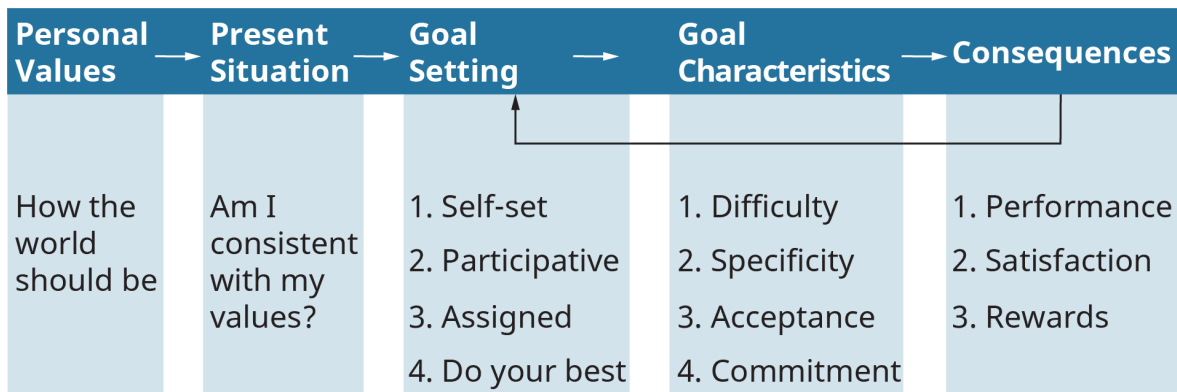 Personal Values
Present Situation
Goal Setting
Goal Characteristics
Consequences
How the
world
should be
Am I
consistent
with my
values?
1. Self-set
2. Participative
3. Assigned
4. Do your best
1. Difficulty
2. Specificity
3. Acceptance
4. Commitment
1. Performance
2. Satisfaction
3. Rewards